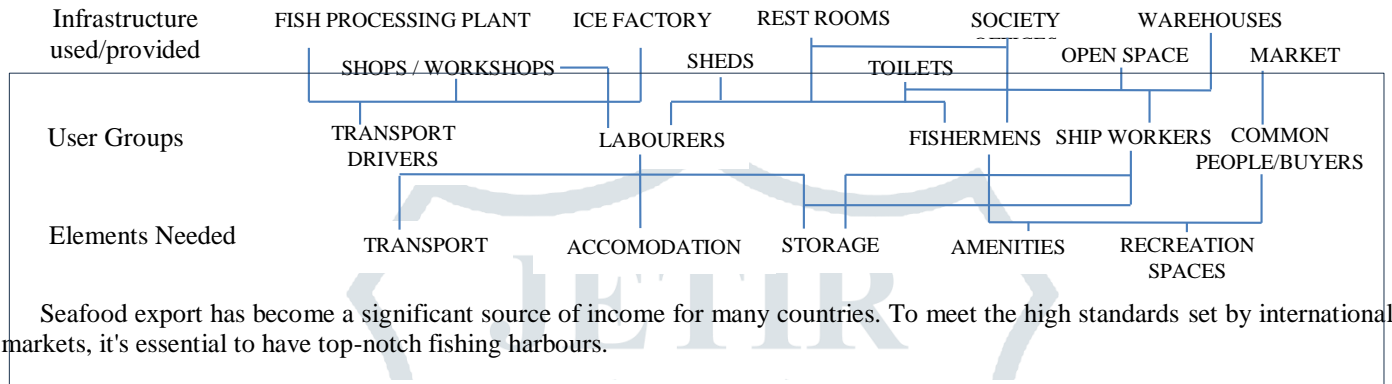 Infrastructure used/provided
FISH PROCESSING PLANT ICE FACTORY REST ROOMS SOCIETY WAREHOUSES
SHOPS / WORKSHOPS SHEDS TOILETS OPEN SPACE MARKET
User Groups
TRANSPORT DRIVERS LABOURERS FISHERMENS SHIP WORKERS COMMON PEOPLE/BUYERS
Elements Needed
TRANSPORT ACCOMODATION STORAGE AMENITIES RECREATION SPACES
JETIR
Seafood export has become a significant source of income for many countries. To meet the high standards set by international
markets, it's essential to have top-notch fishing harbours.